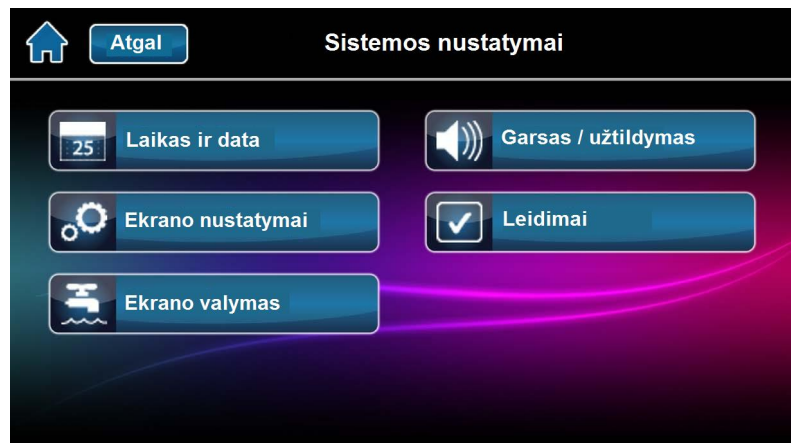 Atgal
Sistemos nustatymai
25
Laikas ir data
Garsas / užtildymas
Ekrano nustatymai
Leidimai
Ekrano valymas